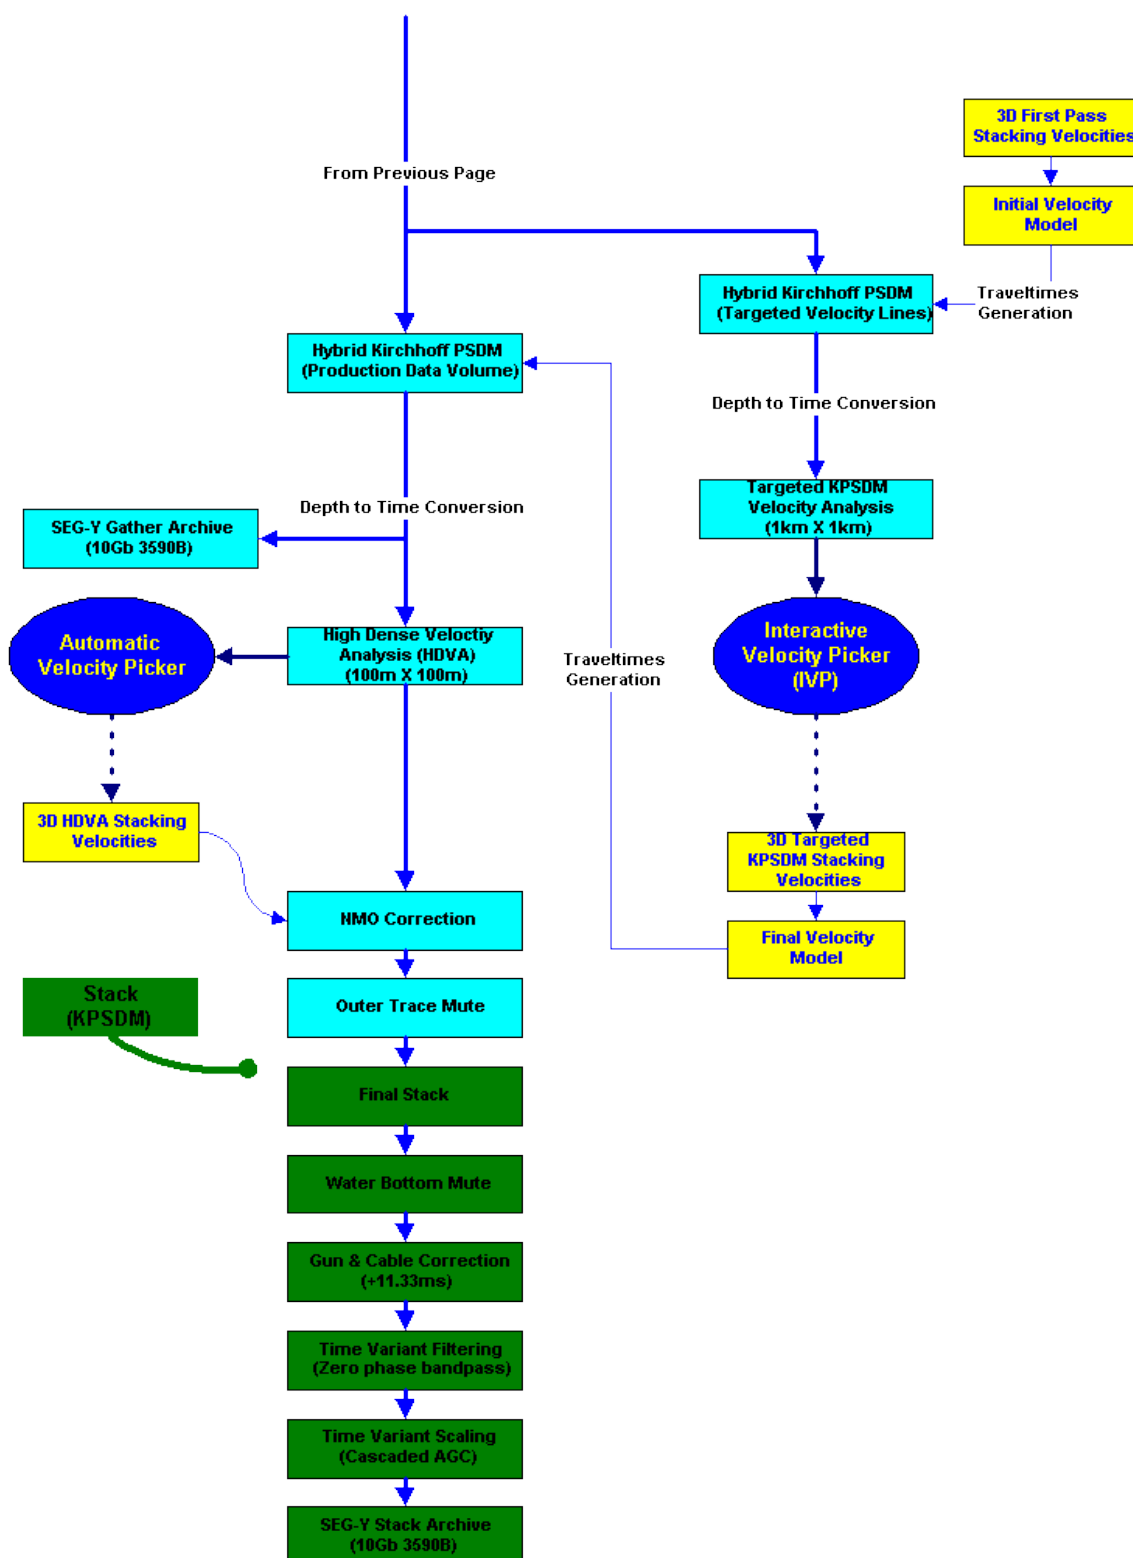 3D First Pass
Stacking Velocities
From Previous Page
Initial Velocity
Model
Hybrid Kirchhoff PSDM
(Targeted Velocity Lines)
Traveltimes
Generation
Hybrid Kirchhoff PSDM
(Production Data Volume)
Depth to Time Conversion
Targeted KPSDM
Velocity Analysis
(1km X 1km)
Depth to Time Conversion
SEG-Y Gather Archive
(10Gb 3590B)
Automatic
Velocity Picker
High Dense Veloctiy
Analysis (HDVA)
(100m X 100m)
Traveltimes
Generation
Interactive
Velocity Picker
(IVP)
3D HDVA Stacking
Velocities
3D Targeted
KPSDM Stacking
Velocities
NMO Correction
Final Velocity
Model
Stack
(KPSDM)
Outer Trace Mute
Final Stack
Water Bottom Mute
Gun & Cable Correction
(+11.33ms)
Time Variant Filtering
(Zero phase bandpass)
Time Variant Scaling
(Cascaded AGC)
SEG-Y Stack Archive
(10Gb 3590B)